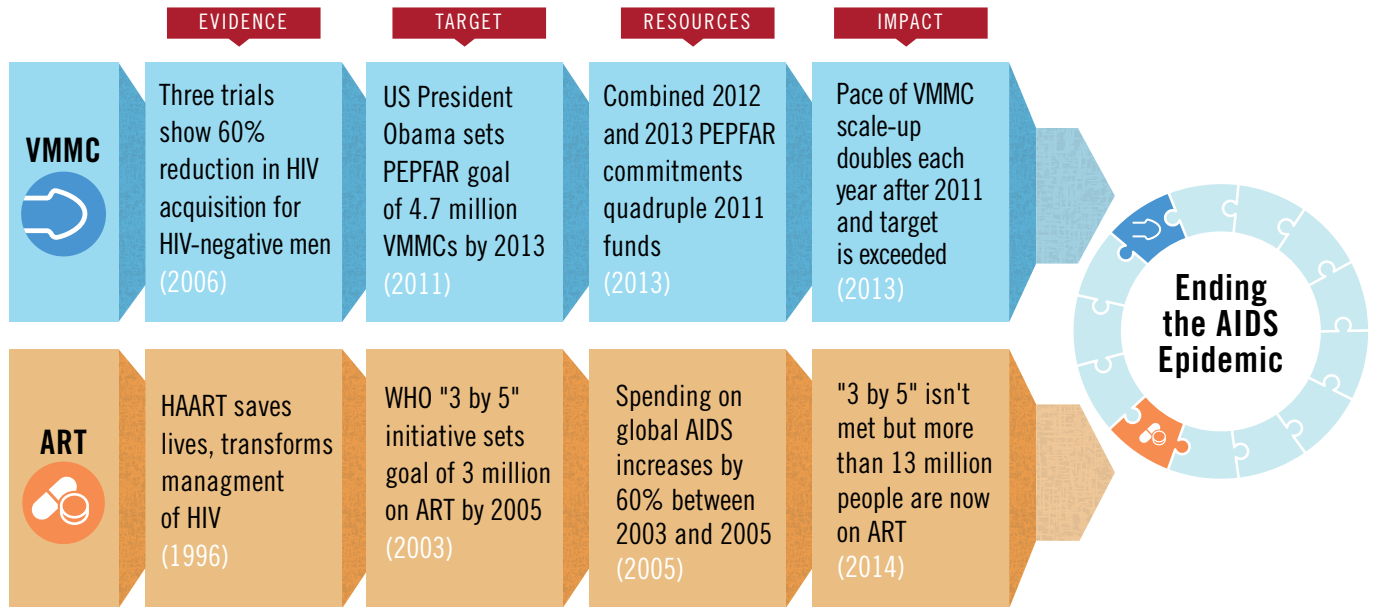 EVIDENCE
TARGET
RESOURCES
IMPACT
VMMC
Three trials
show 60%
reduction in HIV
acquisition for
HIV-negative men
(2006)
US President
Obama sets
PEPFAR goal
of 4.7 million
VMMCs by 2013
(2011)
Combined 2012
and 2013 PEPFAR
commitments
quadruple 2011
funds
(2013)
Pace of VMMC
scale-up
doubles each
year after 2011
and target
is exceeded
(2013)
ART
HAART saves
lives, transforms
managment
of HIV
(1996)
WHO "3 by 5"
initiative sets
goal of 3 million
on ART by 2005
(2003)
Spending on
global AIDS
increases by
60% between
2003 and 2005
(2005)
"3 by 5" isn't
met but more
than 13 million
people are now
on ART
(2014)
Ending
the AIDS
Epidemic